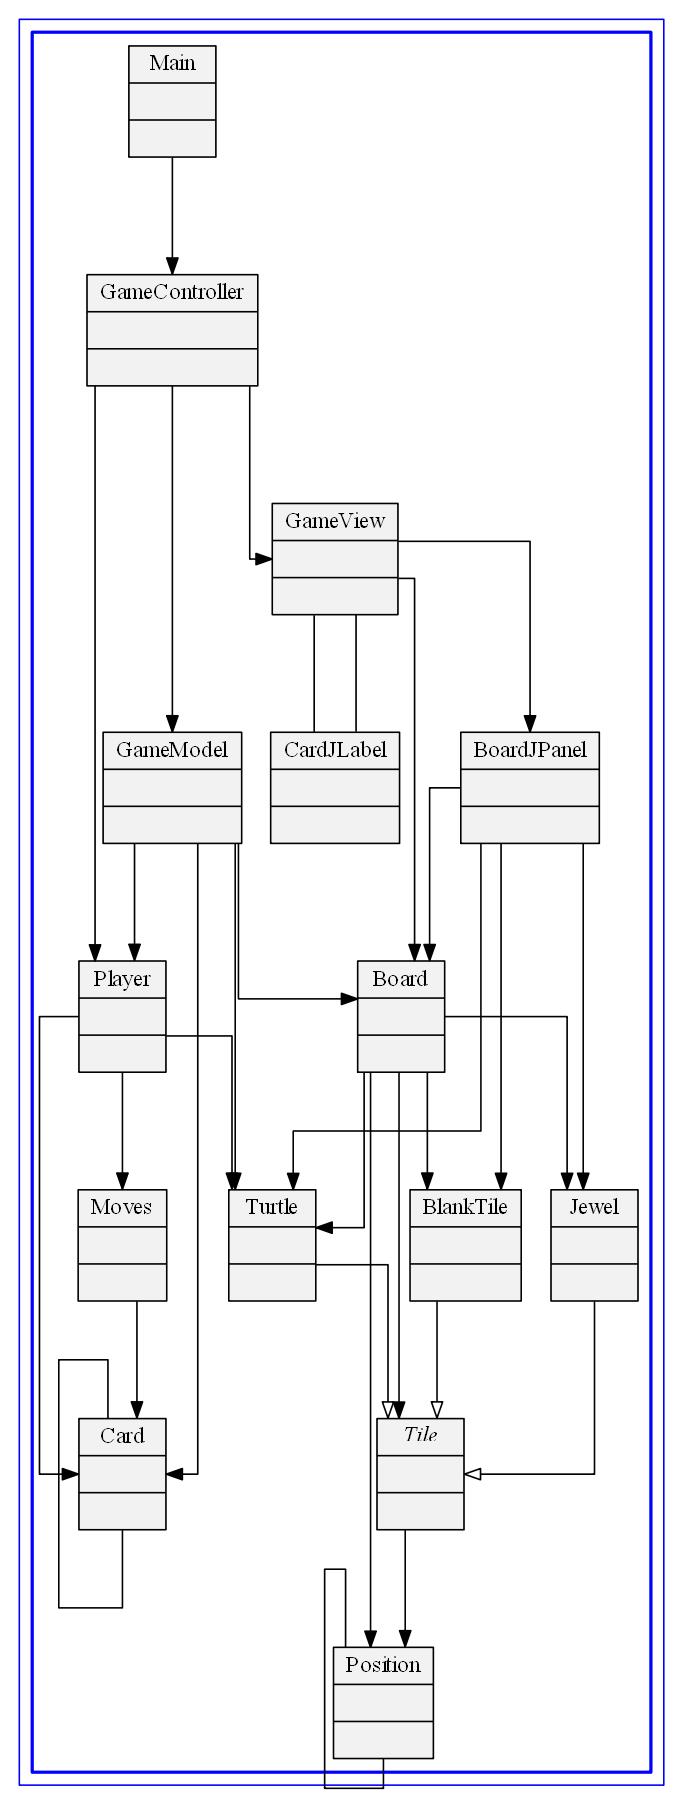 Main
GameController
GameView
GameModel
CardJLabel
BoardJPanel
Player
Board
Moves
Turtle
BlankTile
Jewel
Card
Tile
Position